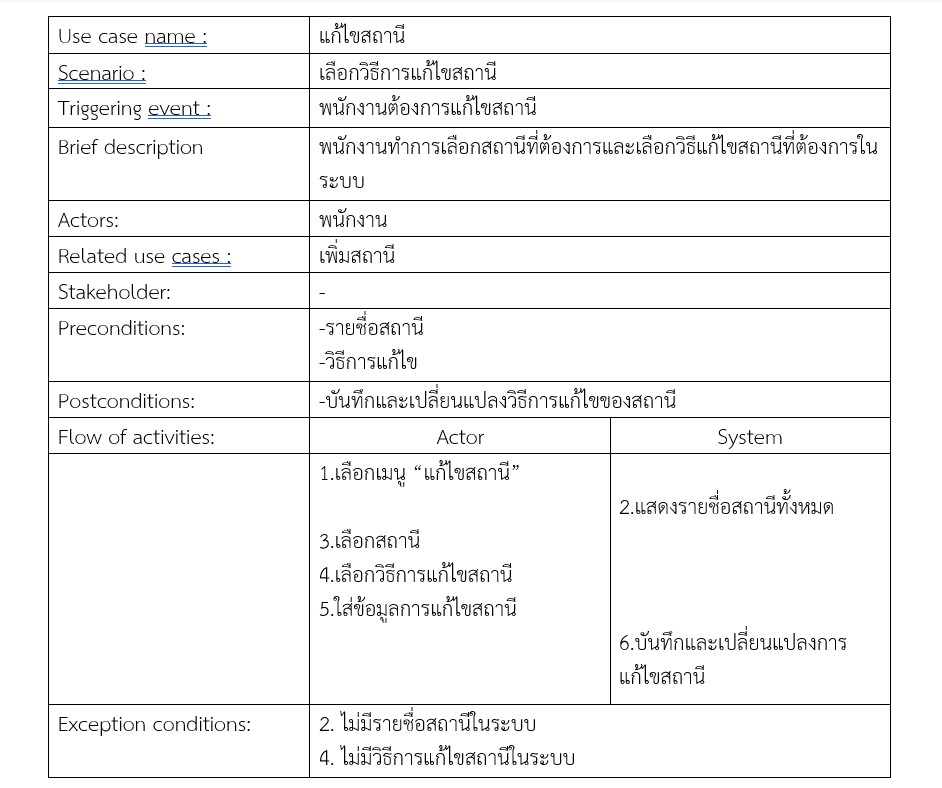 Use case name : แก้ไขสถานี
Scenario : เลือกวิธีการแก้ไขสถานี
Triggering event : พนักงานต้องการแก้ไขสถานี
Brief description พนักงานทำการเลือกสถานีที่ต้องการและเลือกวิธีแก้ไขสถานีที่ต้องการใน
ระบบ
Actors: พนักงาน
Related use cases : เพิ่มสถานี
Stakeholder: -
Preconditions: -รายชื่อสถานี
-วิธีการแก้ไข
Postconditions: -บันทึกและเปลี่ยนแปลงวิธีการแก้ไขของสถานี
Flow of activities: Actor System
1.เลือกเมนู “แก้ไขสถานี”
2.แสดงรายชื่อสถานีทั้งหมด
3.เลือกสถานี
4.เลือกวิธีการแก้ไขสถานี
5.ใส่ข้อมูลการแก้ไขสถานี
6.บันทึกและเปลี่ยนแปลงการ
แก้ไขสถานี
Exception conditions: 2. ไม่มีรายชื่อสถานีในระบบ
4. ไม่มีวิธีการแก้ไขสถานีในระบบ